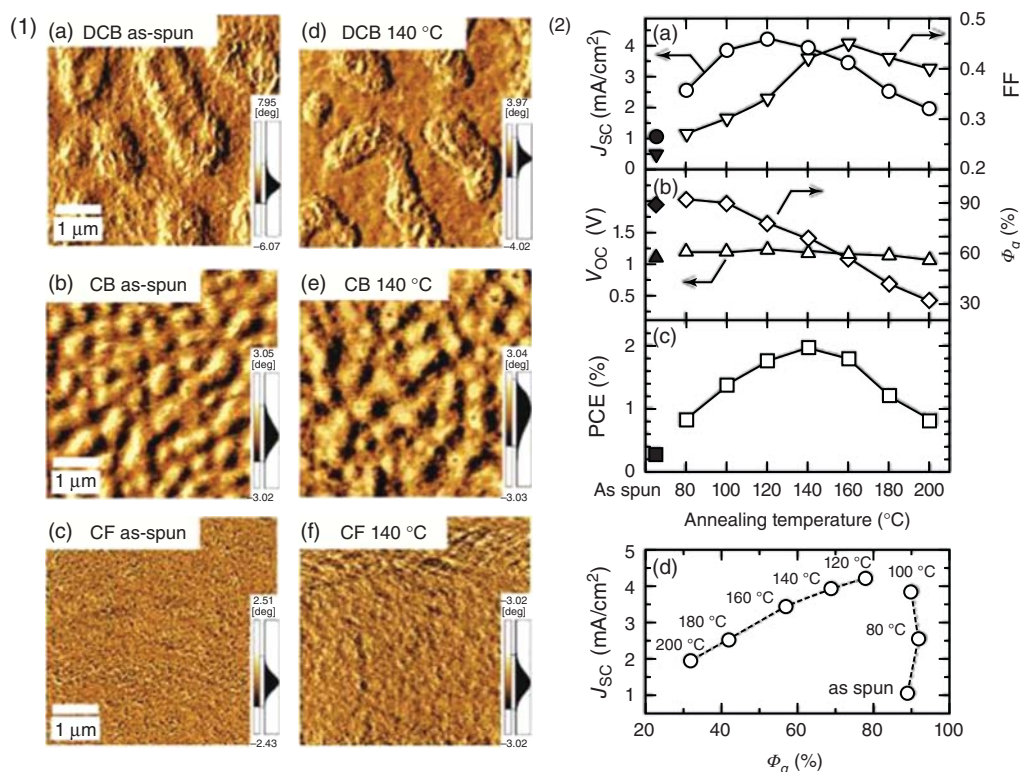 (1)
(a) DCB as-spun
7.95
[deg]
1 μm
−6.07
(d) DCB 140 °C
3.97
[deg]
−4.02
(b) CB as-spun
3.05
[deg]
1 μm
−3.02
(e) CB 140 °C
3.04
[deg]
−3.03
(c) CF as-spun
2.51
[deg]
1 μm
−2.43
(f) CF 140 °C
−3.02
[deg]
−3.02
(2)
(a)
J_SC (mA/cm²)
4
3
2
1
0
0.5
0.4
0.3
0.2
FF
(b)
V_OC (V)
1.5
1
0.5
90
60
30
Φ_q (%)
(c)
PCE (%)
2
1
0
As spun 80 100 120 140 160 180 200
Annealing temperature (°C)
(d)
J_SC (mA/cm²)
5
4
3
2
1
120 °C
140 °C
160 °C
180 °C
200 °C
100 °C
80 °C
as spun
20 40 60 80 100
Φ_q (%)